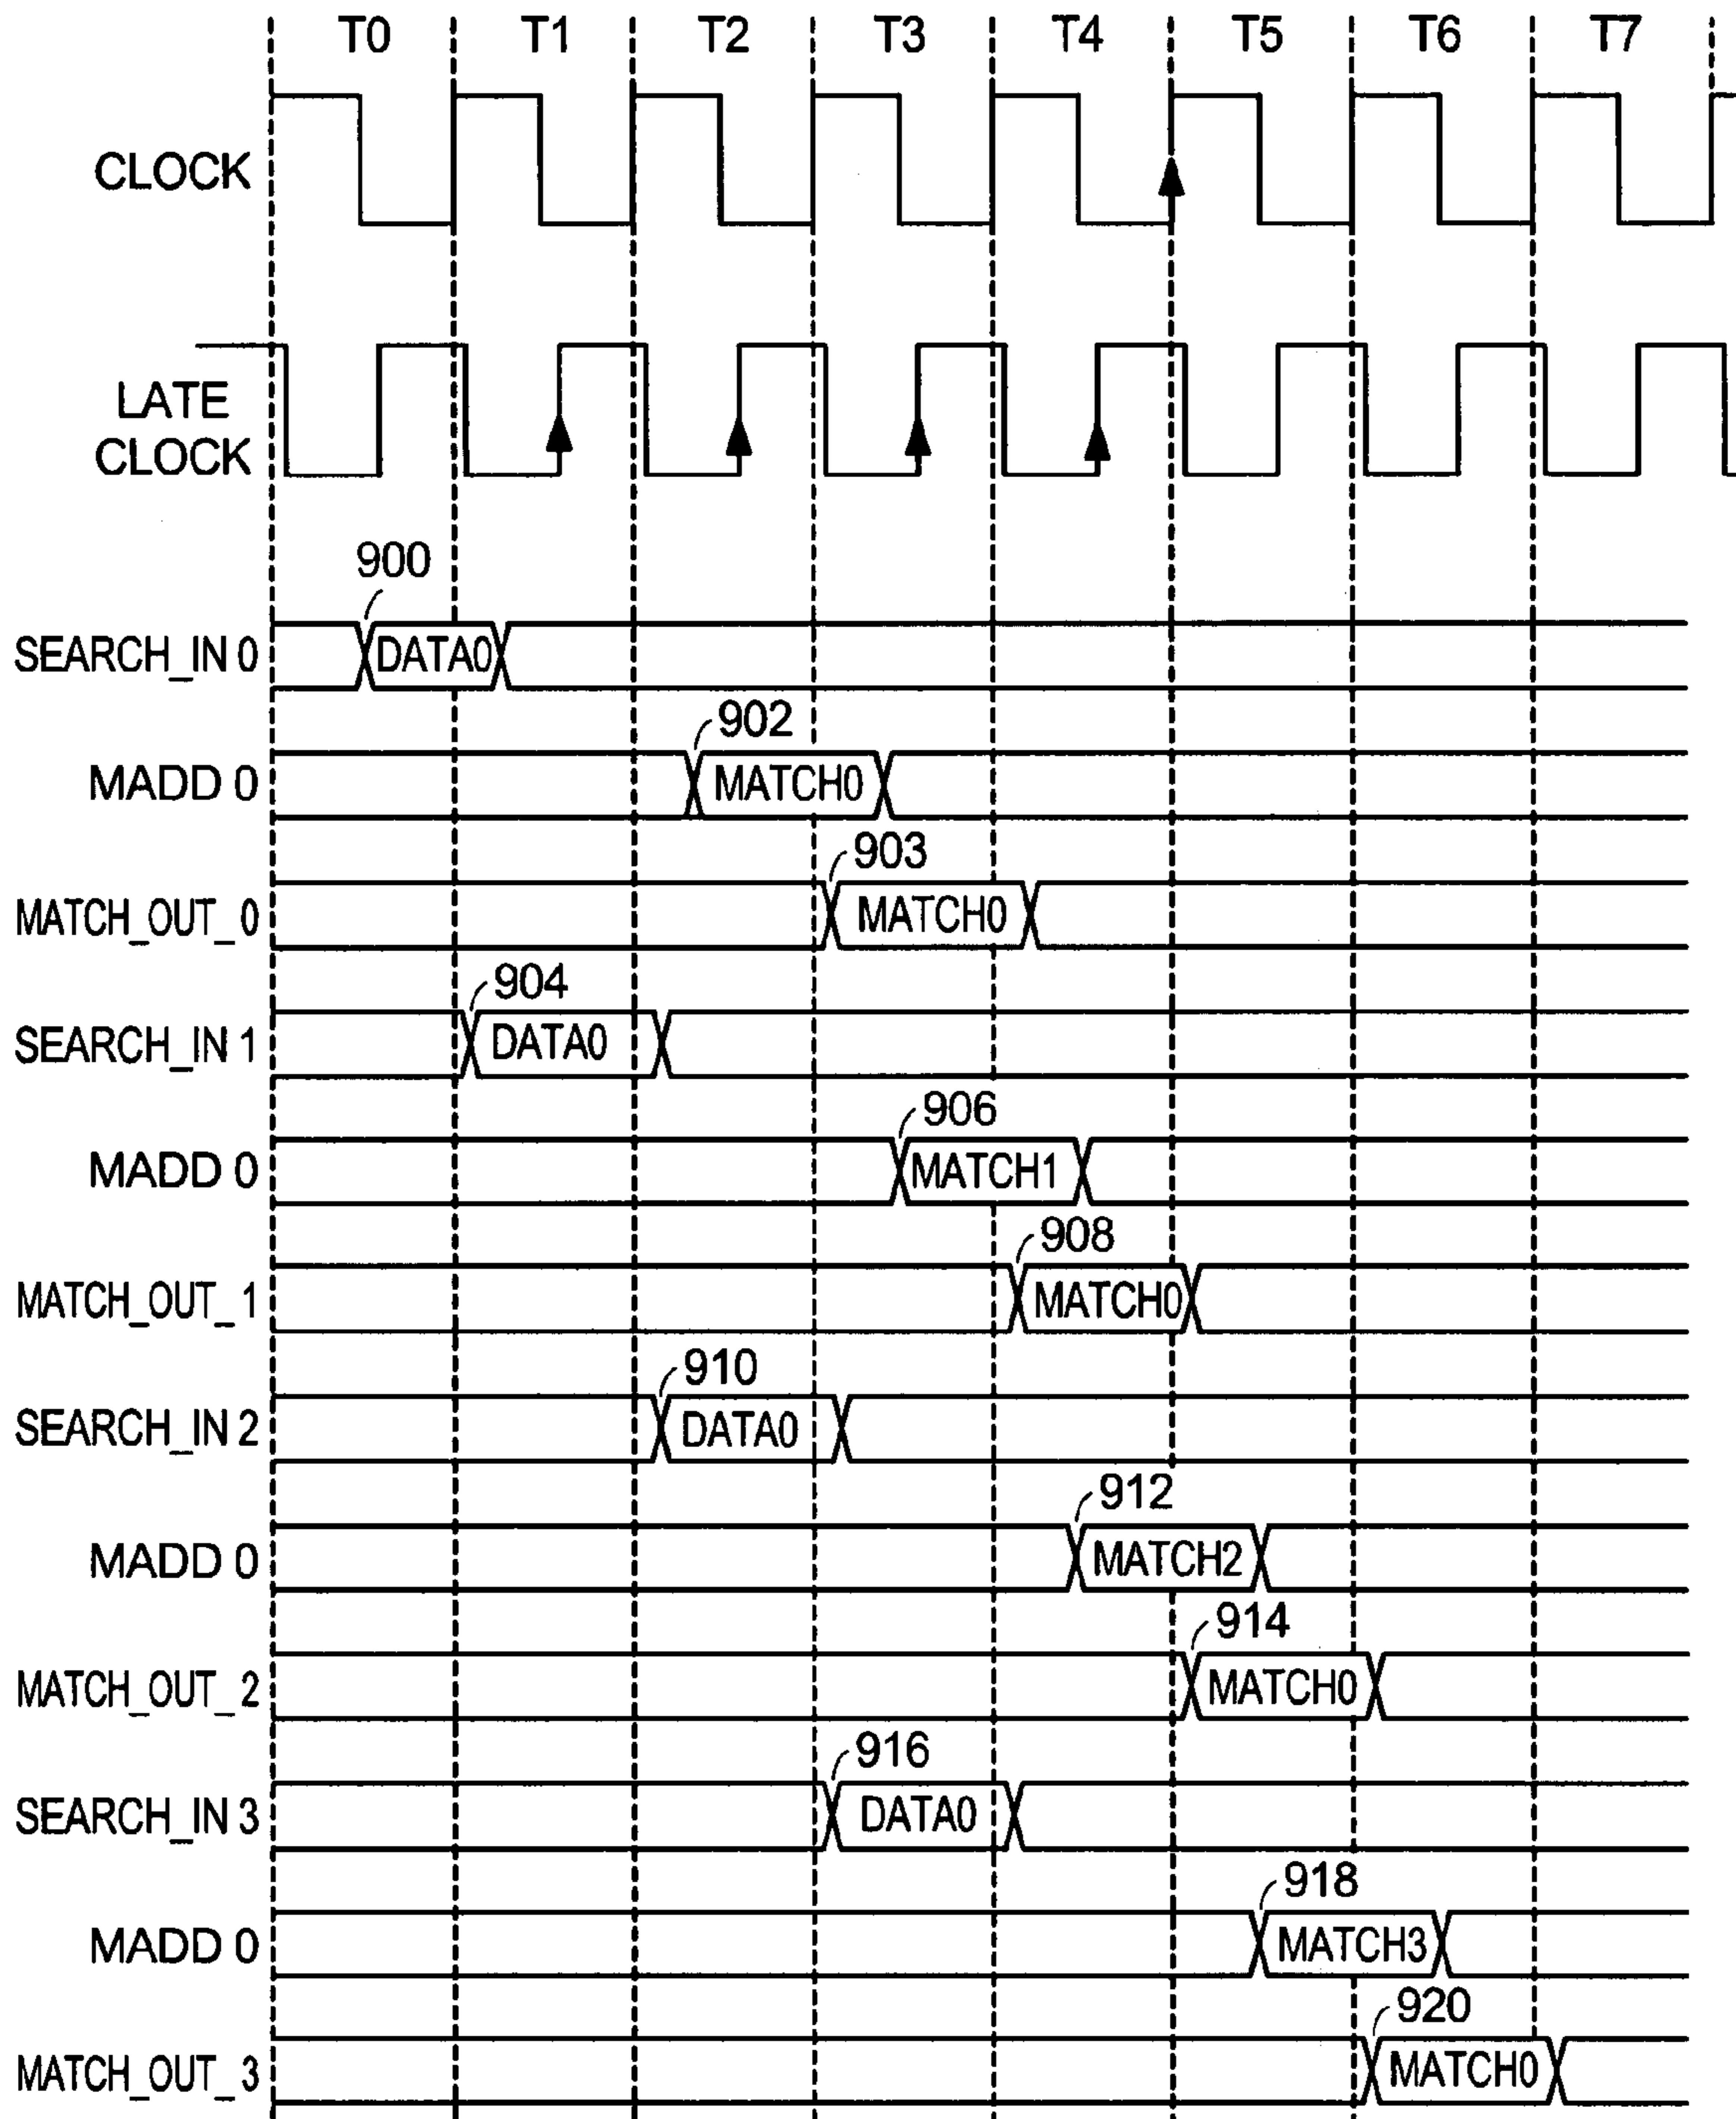 T0 T1 T2 T3 T4 T5 T6 T7
CLOCK
LATE
CLOCK
900
SEARCH_IN 0 DATA0
902
MADD 0 MATCH0
903
MATCH_OUT_0 MATCH0
904
SEARCH_IN 1 DATA0
906
MADD 0 MATCH1
908
MATCH_OUT_1 MATCH0
910
SEARCH_IN 2 DATA0
912
MADD 0 MATCH2
914
MATCH_OUT_2 MATCH0
916
SEARCH_IN 3 DATA0
918
MADD 0 MATCH3
920
MATCH_OUT_3 MATCH0